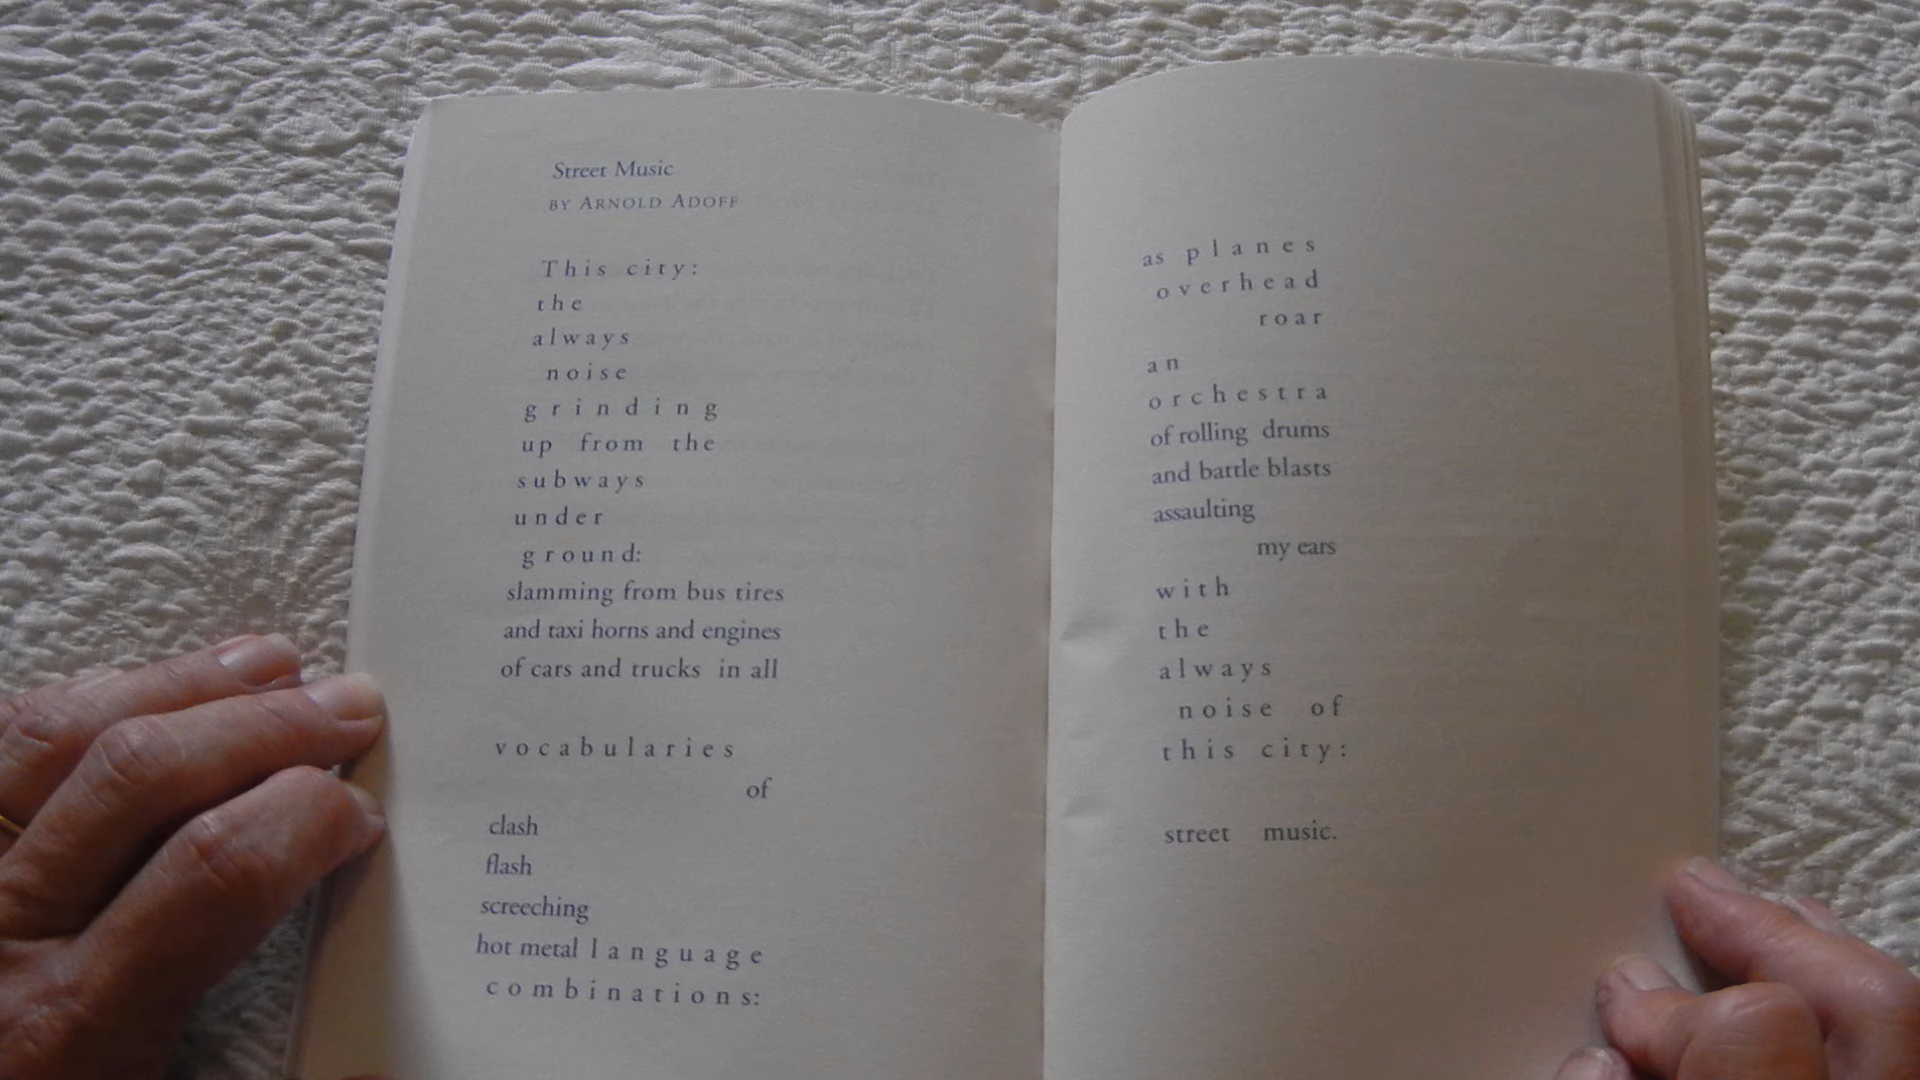 Street Music
BY ARNOLD ADOFF
This city:
the
always
noise
grinding
up from the
subways
under
ground:
slamming from bus tires
and taxi horns and engines
of cars and trucks in all
vocabularies
of
clash
flash
screeching
hot metal language
combinations:
as planes
overhead
roar
an
orchestra
of rolling drums
and battle blasts
assaulting
my ears
with
the
always
noise of
this city:
street music.